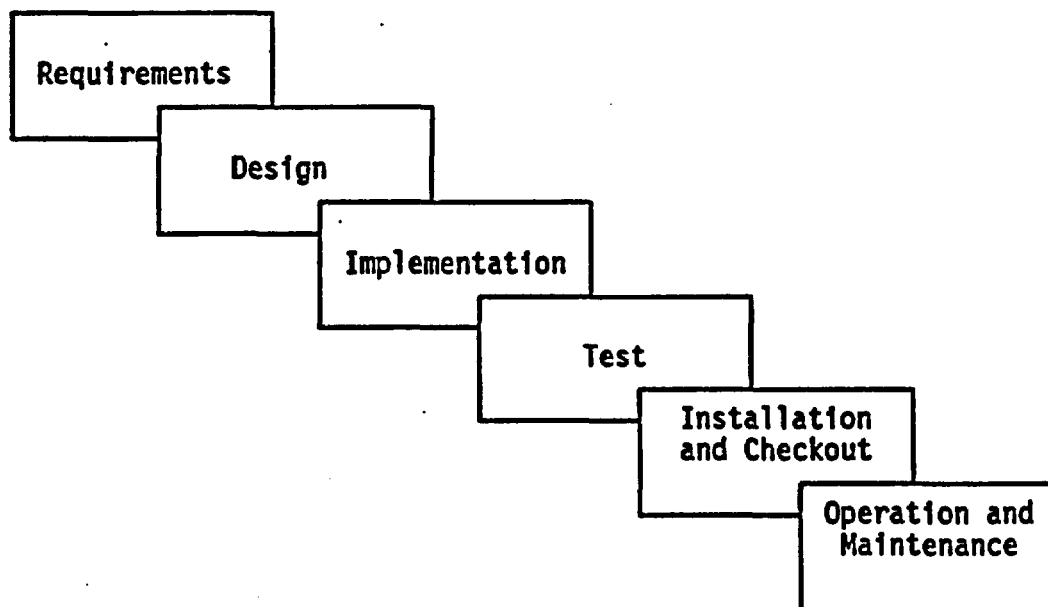 Requirements
Design
Implementation
Test
Installation
and Checkout
Operation and
Maintenance